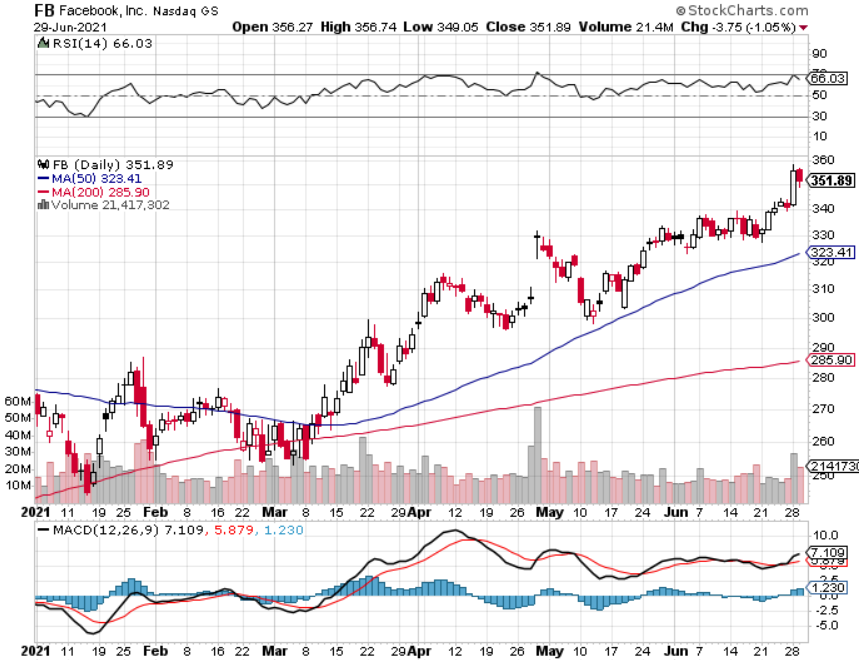 FB Facebook, Inc. Nasdaq GS
© StockCharts.com
29-Jun-2021
Open 356.27 High 356.74 Low 349.05 Close 351.89 Volume 21.4M Chg -3.75 (-1.05%)
RSI(14) 66.03
90
66.03
50
30
10
FB (Daily) 351.89
MA(50) 323.41
MA(200) 285.90
Volume 21,417,302
360
351.89
340
330
323.41
320
310
300
290
285.90
280
270
260
2141730
250
60M
50M
40M
30M
20M
10M
2021 11 19 25 Feb 8 16 22 Mar 8 15 22 29 Apr 12 19 26 May 10 17 24 Jun 7 14 21 28
MACD(12,26,9) 7.109, 5.879, 1.230
10.0
7.109
5.879
1.230
-2.5
-5.0
2021 11 19 25 Feb 8 16 22 Mar 8 15 22 29 Apr 12 19 26 May 10 17 24 Jun 7 14 21 28